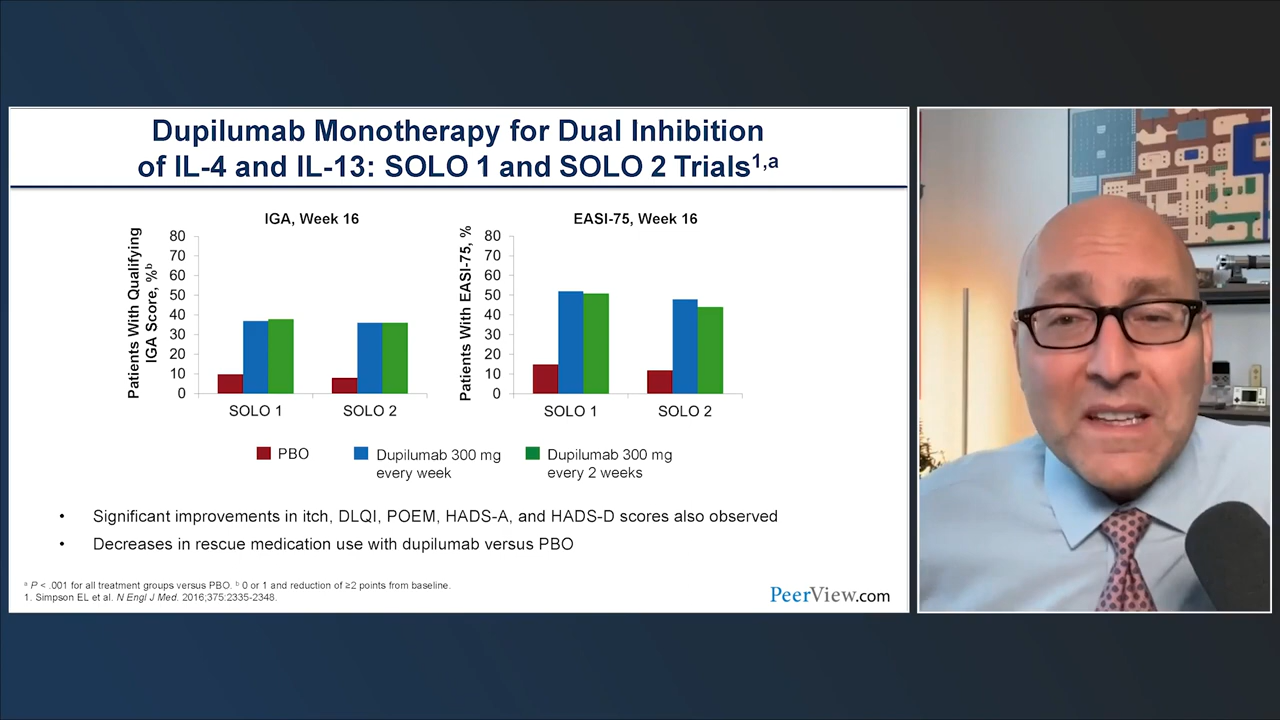 Dupilumab Monotherapy for Dual Inhibition
of IL-4 and IL-13: SOLO 1 and SOLO 2 Trials1,a
IGA, Week 16
Patients With Qualifying
IGA Score, %b
80
70
60
50
40
30
20
10
0
SOLO 1
SOLO 2
EASI-75, Week 16
Patients With EASI-75, %
80
70
60
50
40
30
20
10
0
SOLO 1
SOLO 2
PBO
Dupilumab 300 mg
every week
Dupilumab 300 mg
every 2 weeks
• Significant improvements in itch, DLQI, POEM, HADS-A, and HADS-D scores also observed
• Decreases in rescue medication use with dupilumab versus PBO
a P < .001 for all treatment groups versus PBO. b 0 or 1 and reduction of ≥2 points from baseline.
1. Simpson EL et al. N Engl J Med. 2016;375:2335-2348.
PeerView.com